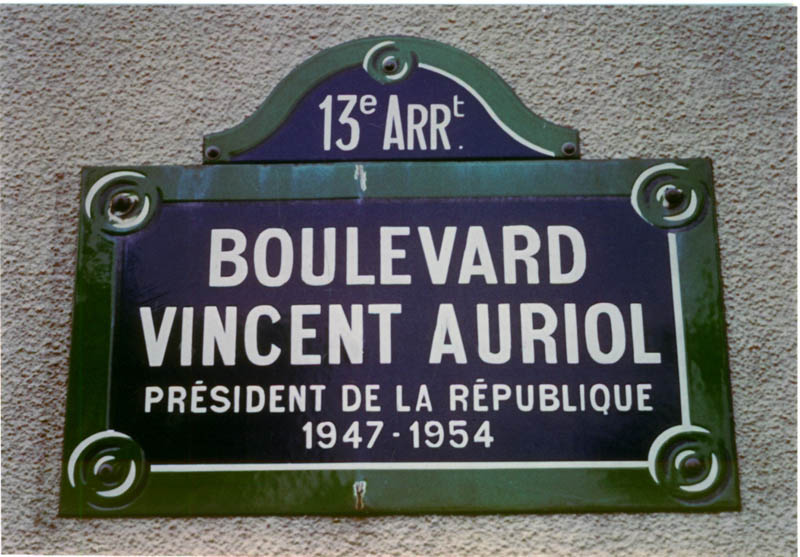 13e ARRt.
BOULEVARD
VINCENT AURIOL
PRÉSIDENT DE LA RÉPUBLIQUE
1947-1954